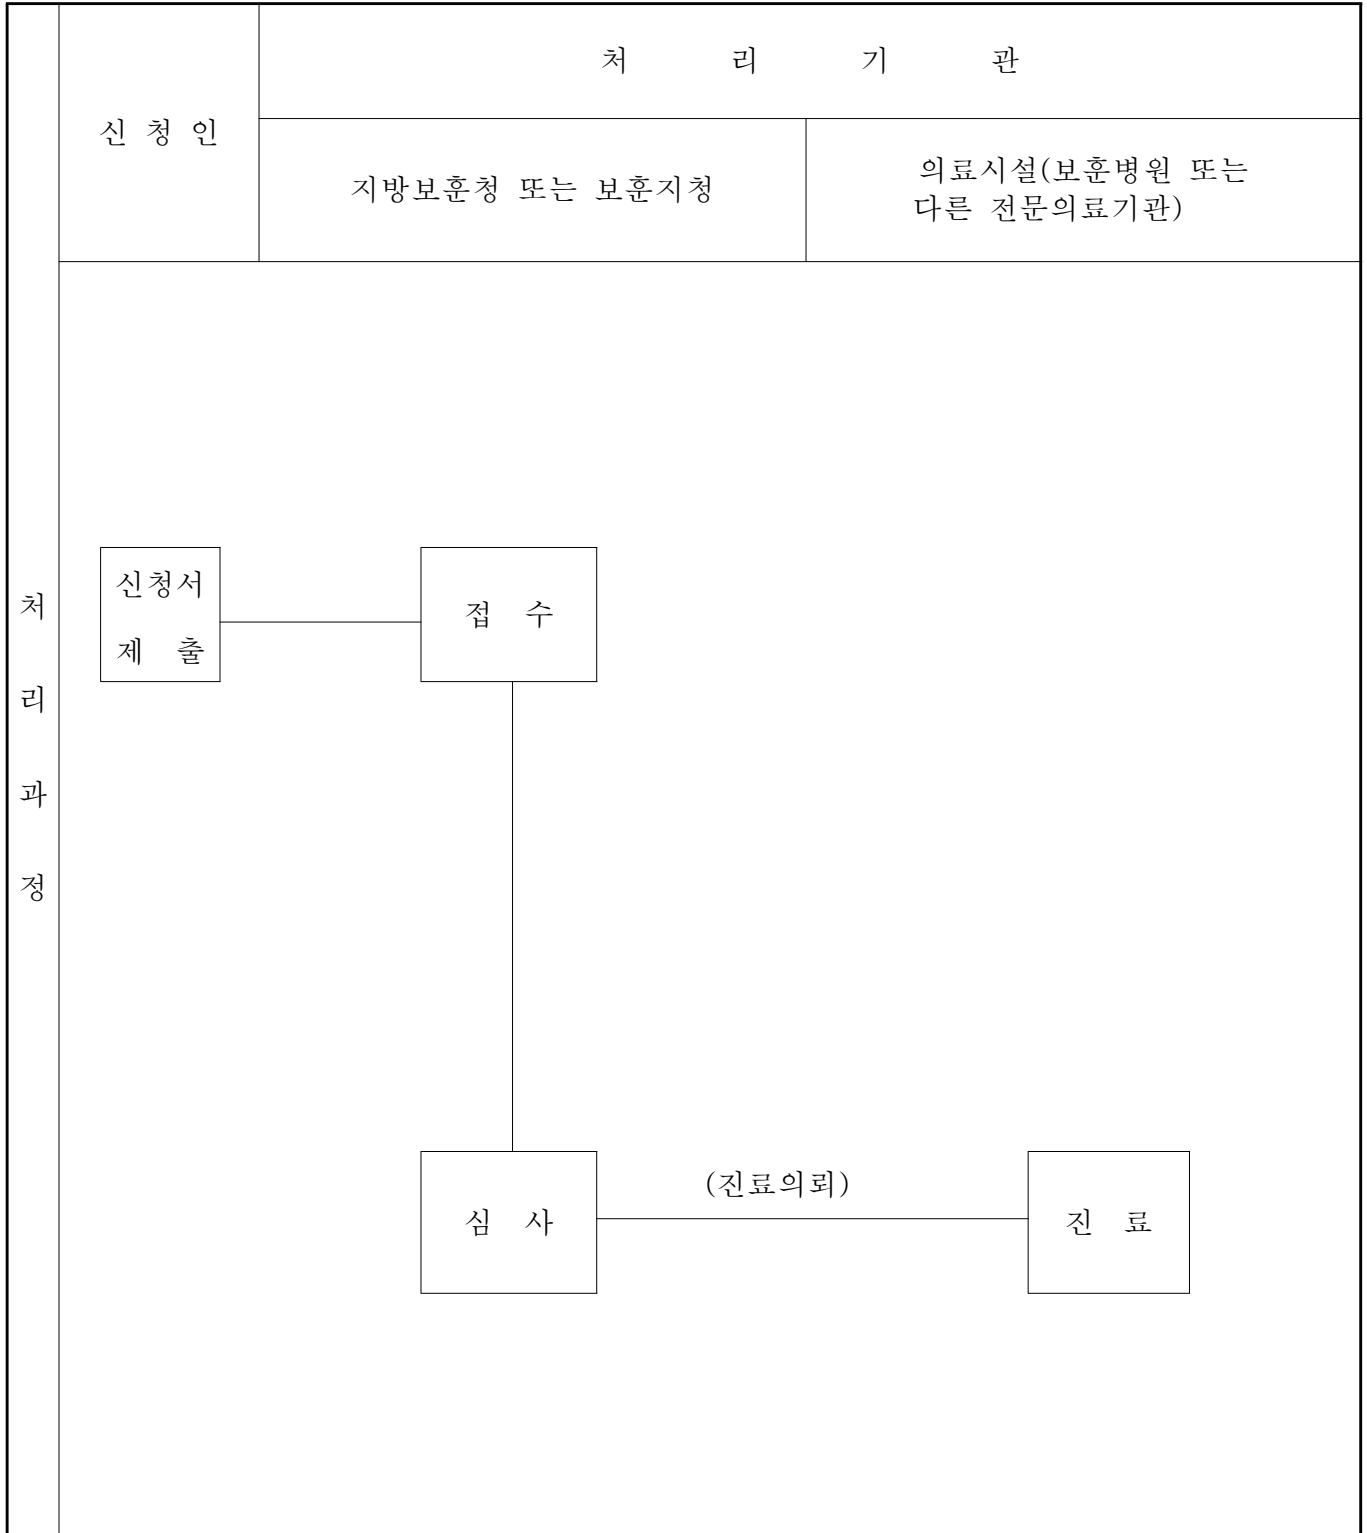 처 리 기 관
신 청 인
지방보훈청 또는 보훈지청
의료시설(보훈병원 또는
다른 전문의료기관)
처
리
과
정
신청서
제 출
접 수
심 사
(진료의뢰)
진 료